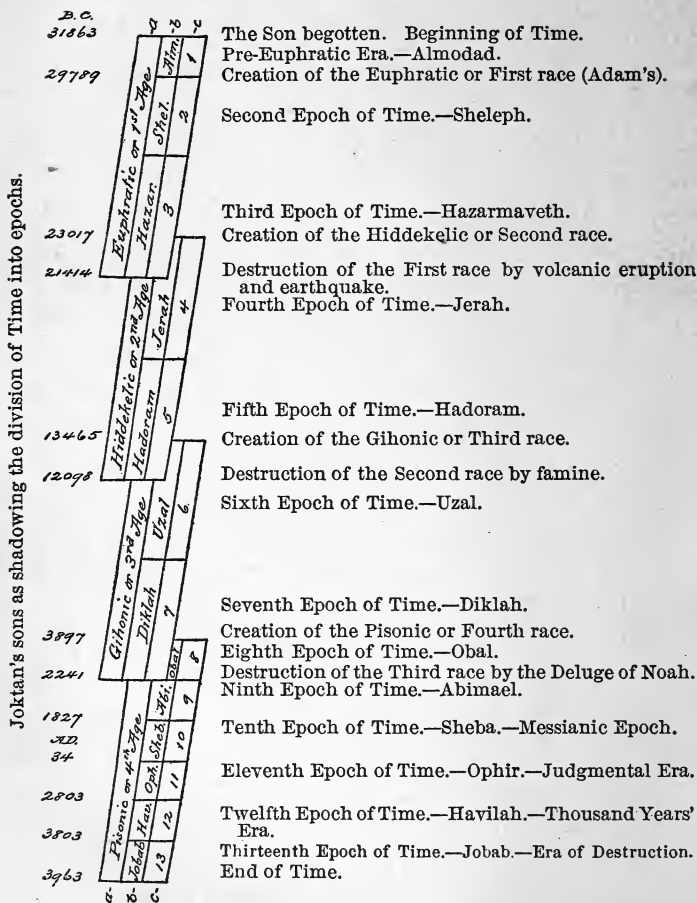 Joktan's sons as shadowing the division of Time into epochs.
B.C.
-a -b -c
31863 The Son begotten. Beginning of Time.
Alm. 1 Pre-Euphratic Era.—Almodad.
29789 Creation of the Euphratic or First race (Adam's).
Euphratic or 1st Age
Shel. 2 Second Epoch of Time.—Sheleph.
Hazar. 3 Third Epoch of Time.—Hazarmaveth.
23017 Creation of the Hiddekelic or Second race.
21414 Destruction of the First race by volcanic eruption
and earthquake.
Hiddekelic or 2nd Age
Jerah 4 Fourth Epoch of Time.—Jerah.
Hadoram 5 Fifth Epoch of Time.—Hadoram.
13465 Creation of the Gihonic or Third race.
12098 Destruction of the Second race by famine.
Gihonic or 3rd Age
Uzal 6 Sixth Epoch of Time.—Uzal.
Diklah 7 Seventh Epoch of Time.—Diklah.
3897 Creation of the Pisonic or Fourth race.
Obal 8 Eighth Epoch of Time.—Obal.
2241 Destruction of the Third race by the Deluge of Noah.
Pisonic or 4th Age
Abi. 9 Ninth Epoch of Time.—Abimael.
1827
Sheb. 10 Tenth Epoch of Time.—Sheba.—Messianic Epoch.
A.D.
34
Oph. 11 Eleventh Epoch of Time.—Ophir.—Judgmental Era.
2803
Hav. 12 Twelfth Epoch of Time.—Havilah.—Thousand Years'
Era.
3803
Jobab 13 Thirteenth Epoch of Time.—Jobab.—Era of Destruction.
3963 End of Time.
a- b- c-